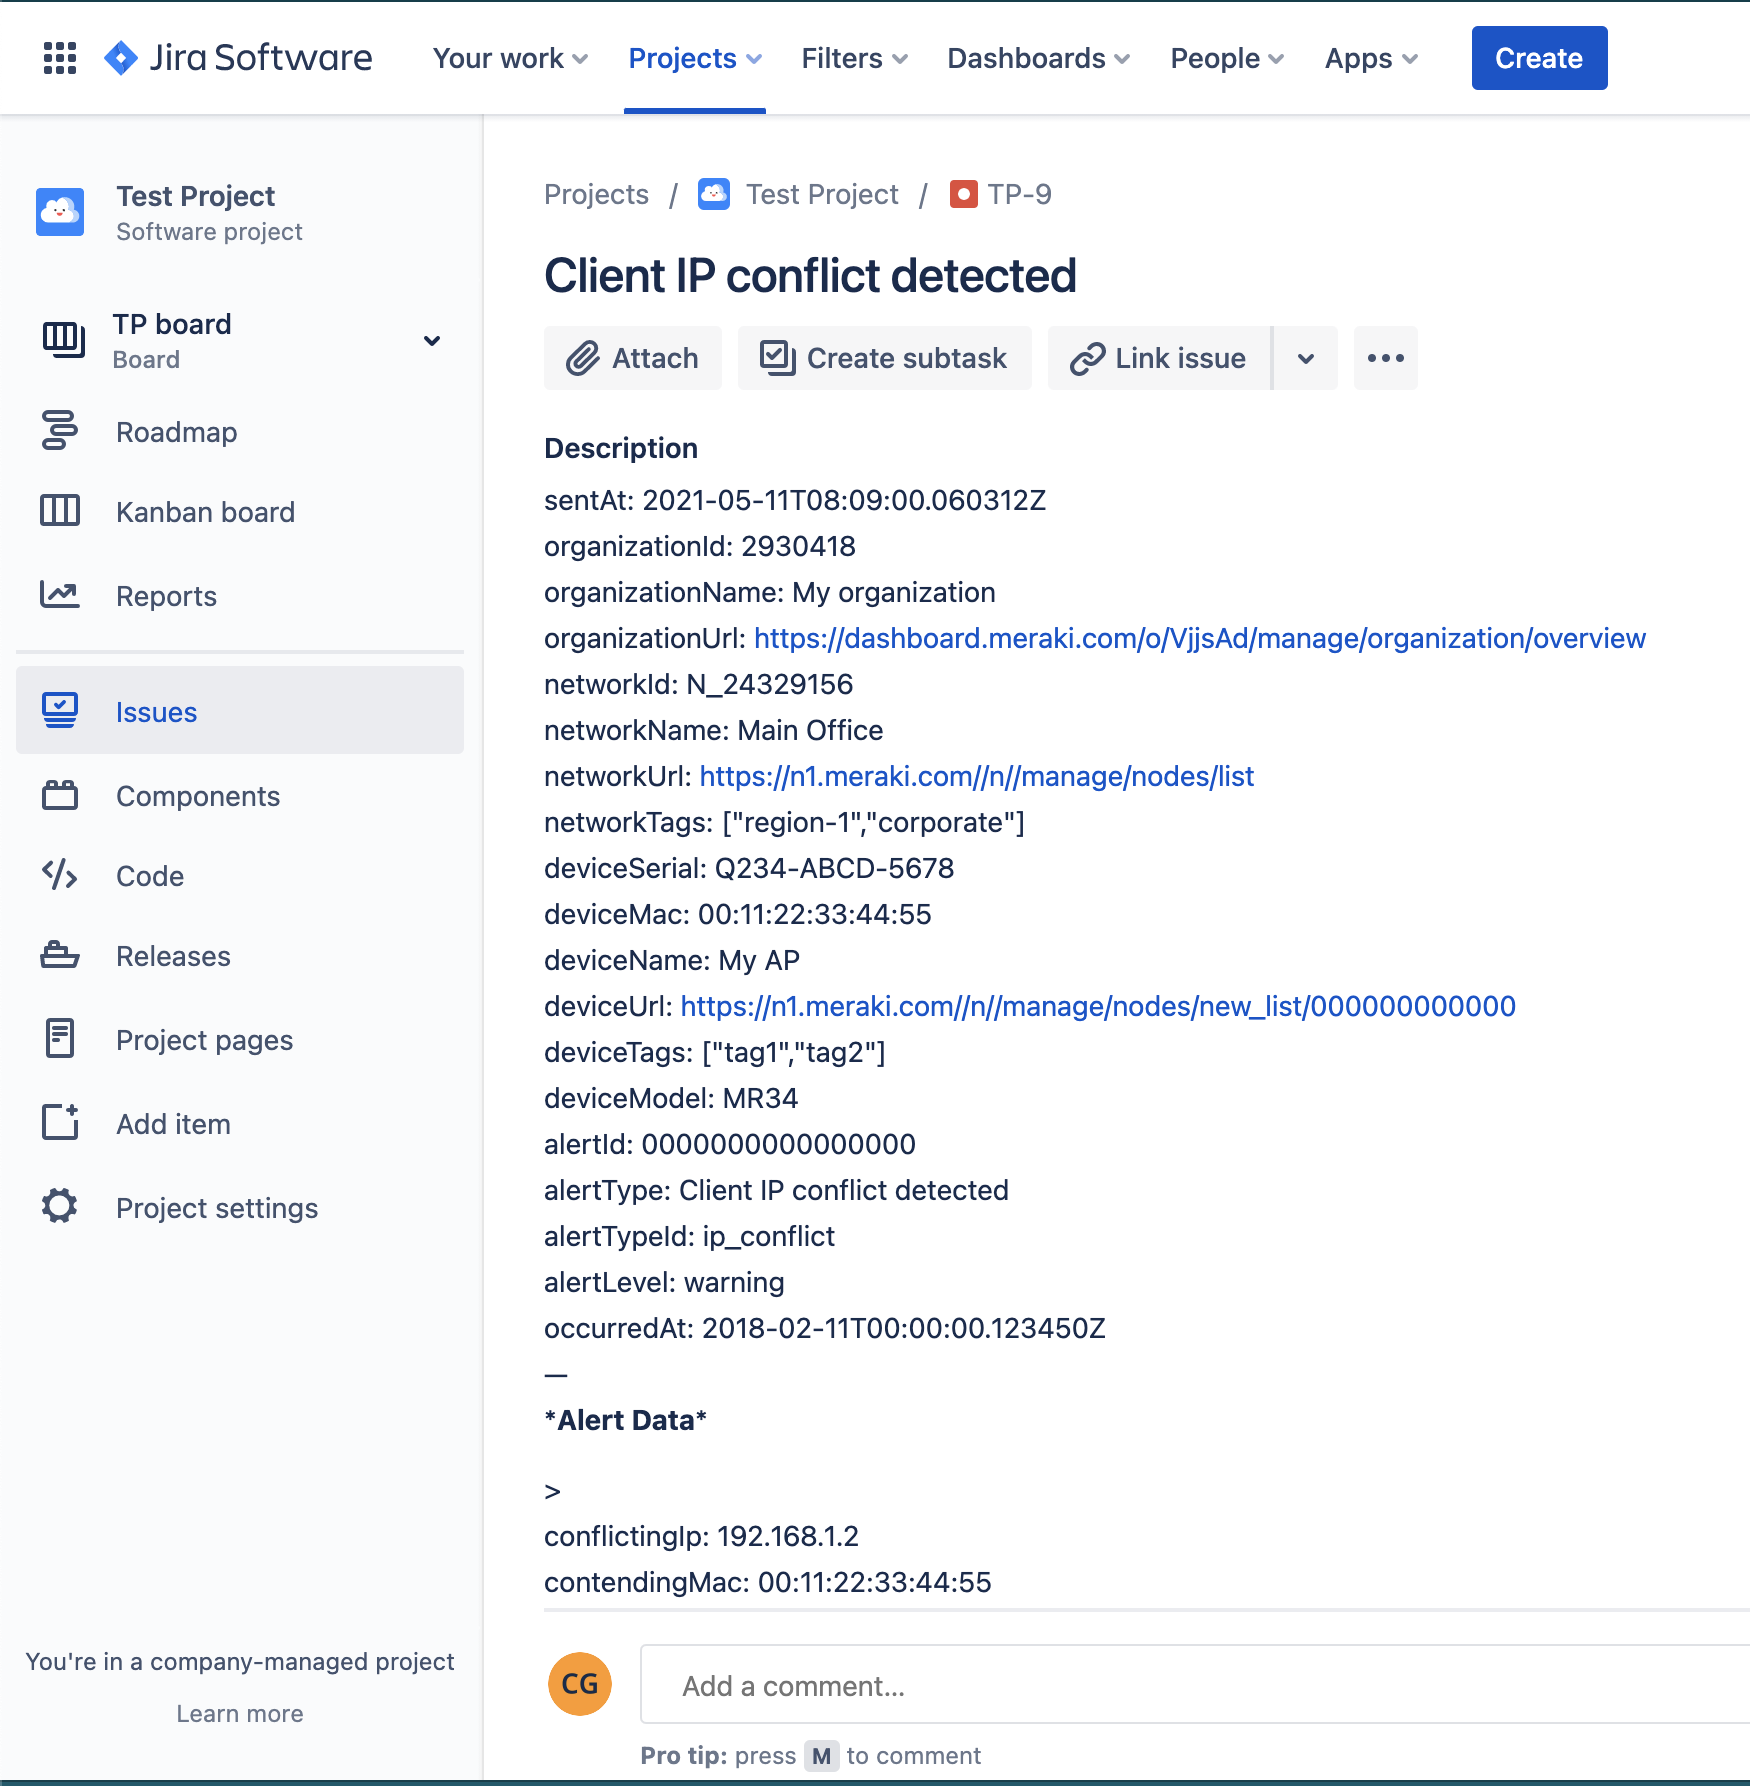 Jira Software Your work Projects Filters Dashboards People Apps Create
Test Project
Software project
TP board
Board
Roadmap
Kanban board
Reports
Issues
Components
Code
Releases
Project pages
Add item
Project settings
You're in a company-managed project
Learn more
Projects / Test Project / TP-9
Client IP conflict detected
Attach Create subtask Link issue
Description
sentAt: 2021-05-11T08:09:00.060312Z
organizationId: 2930418
organizationName: My organization
organizationUrl: https://dashboard.meraki.com/o/VjjsAd/manage/organization/overview
networkId: N_24329156
networkName: Main Office
networkUrl: https://n1.meraki.com//n//manage/nodes/list
networkTags: ["region-1","corporate"]
deviceSerial: Q234-ABCD-5678
deviceMac: 00:11:22:33:44:55
deviceName: My AP
deviceUrl: https://n1.meraki.com//n//manage/nodes/new_list/000000000000
deviceTags: ["tag1","tag2"]
deviceModel: MR34
alertId: 0000000000000000
alertType: Client IP conflict detected
alertTypeId: ip_conflict
alertLevel: warning
occurredAt: 2018-02-11T00:00:00.123450Z
—
*Alert Data*
>
conflictingIp: 192.168.1.2
contendingMac: 00:11:22:33:44:55
CG
Add a comment...
Pro tip: press M to comment